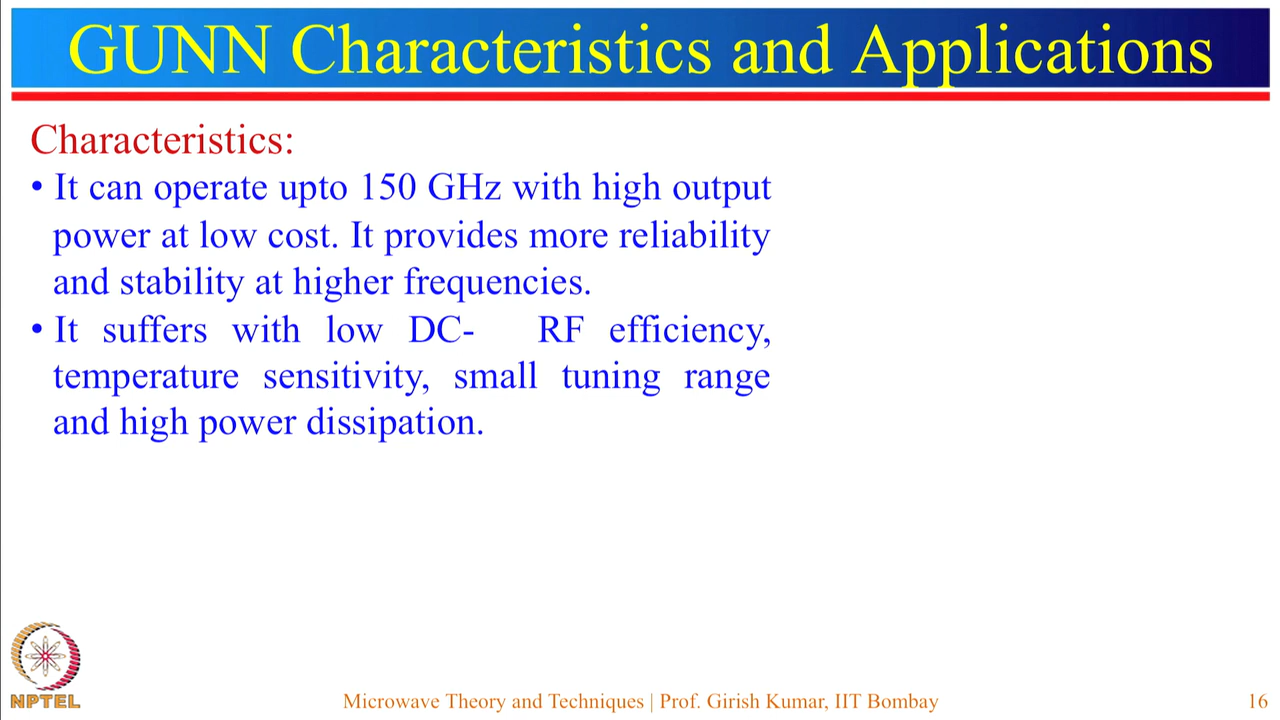 GUNN Characteristics and Applications
Characteristics:
• It can operate upto 150 GHz with high output
power at low cost. It provides more reliability
and stability at higher frequencies.
• It suffers with low DC- RF efficiency,
temperature sensitivity, small tuning range
and high power dissipation.
NPTEL
Microwave Theory and Techniques | Prof. Girish Kumar, IIT Bombay
16